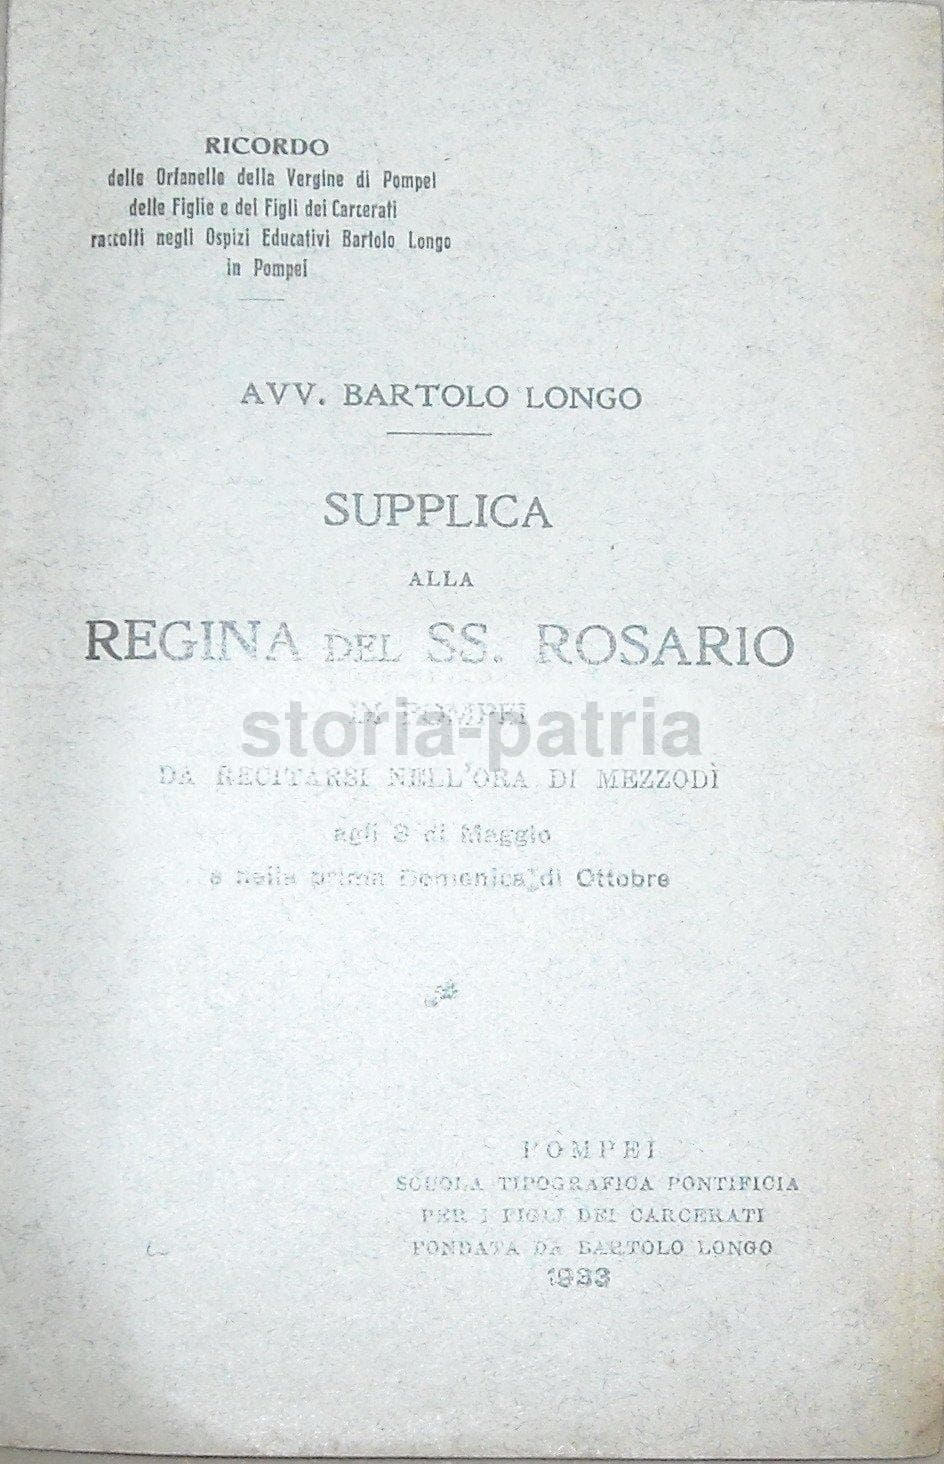 RICORDO
delle Orfanelle della Vergine di Pompei
delle Figlie e dei Figli dei Carcerati
raccolti negli Ospizi Educativi Bartolo Longo
in Pompei
AVV. BARTOLO LONGO
SUPPLICA
ALLA
REGINA DEL SS. ROSARIO
IN POMPEI
storia-patria
DA RECITARSI NELL'ORA DI MEZZODÌ
agli 8 di Maggio
e nella prima Domenica di Ottobre
POMPEI
SCUOLA TIPOGRAFICA PONTIFICIA
PER I FIGLI DEI CARCERATI
FONDATA DA BARTOLO LONGO
1933